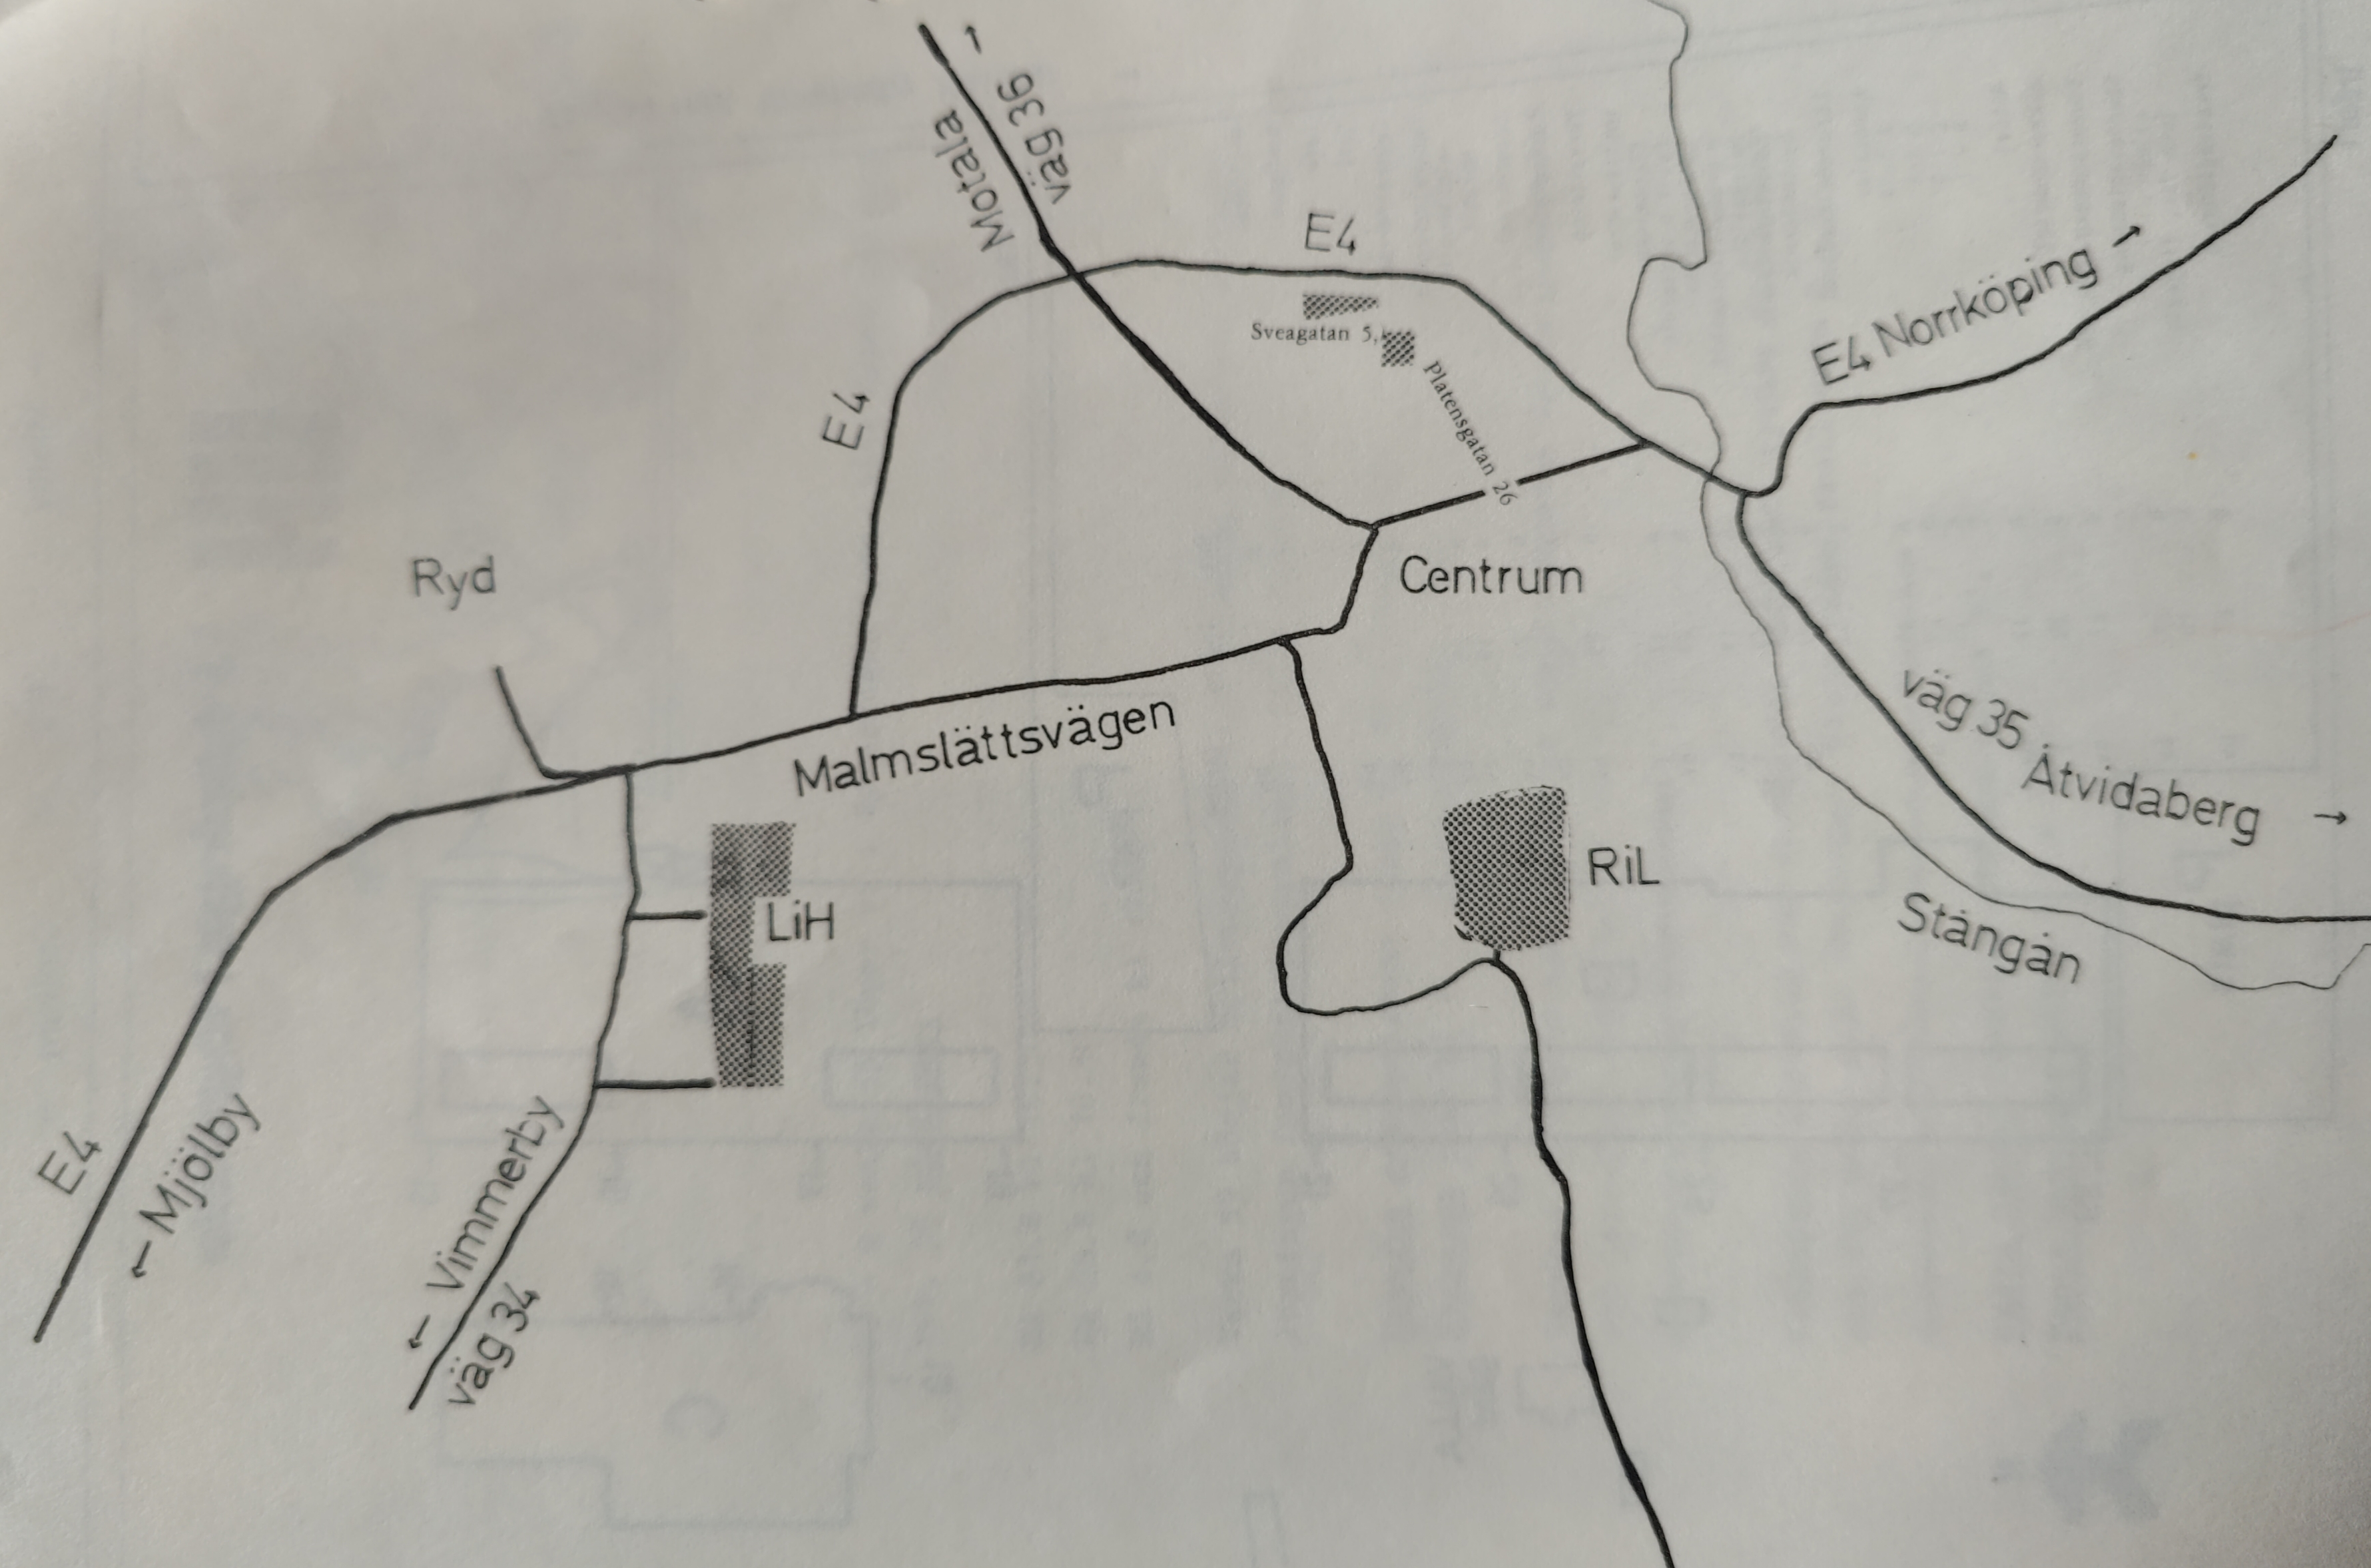 väg 36
Motala
E4
Sveagatan 5,
Platensgatan 26
E4 Norrköping →
E4
Ryd
Centrum
Malmslättsvägen
väg 35
Åtvidaberg →
RiL
LiH
Stångån
E4
← Mjölby
← Vimmerby
väg 34